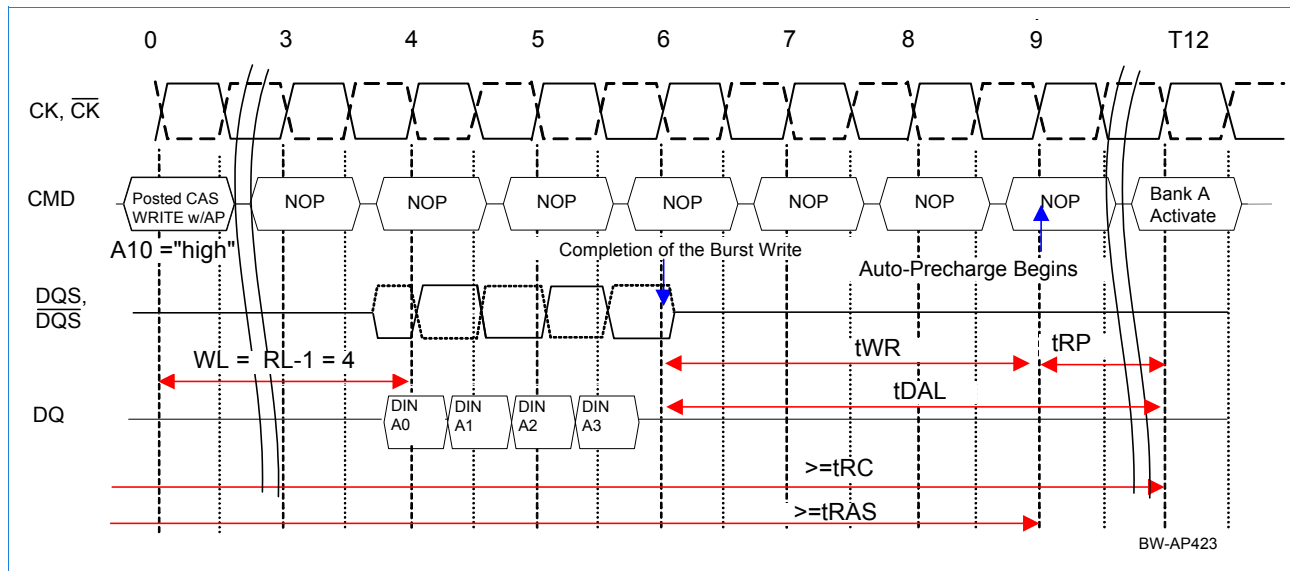 0 3 4 5 6 7 8 9 T12
CK, CK
CMD
Posted CAS
WRITE w/AP
NOP NOP NOP NOP NOP NOP NOP
Bank A
Activate
A10 ="high"
Completion of the Burst Write
Auto-Precharge Begins
DQS,
DQS
WL = RL-1 = 4
tWR
tRP
tDAL
DQ
DIN
A0
DIN
A1
DIN
A2
DIN
A3
>=tRC
>=tRAS
BW-AP423